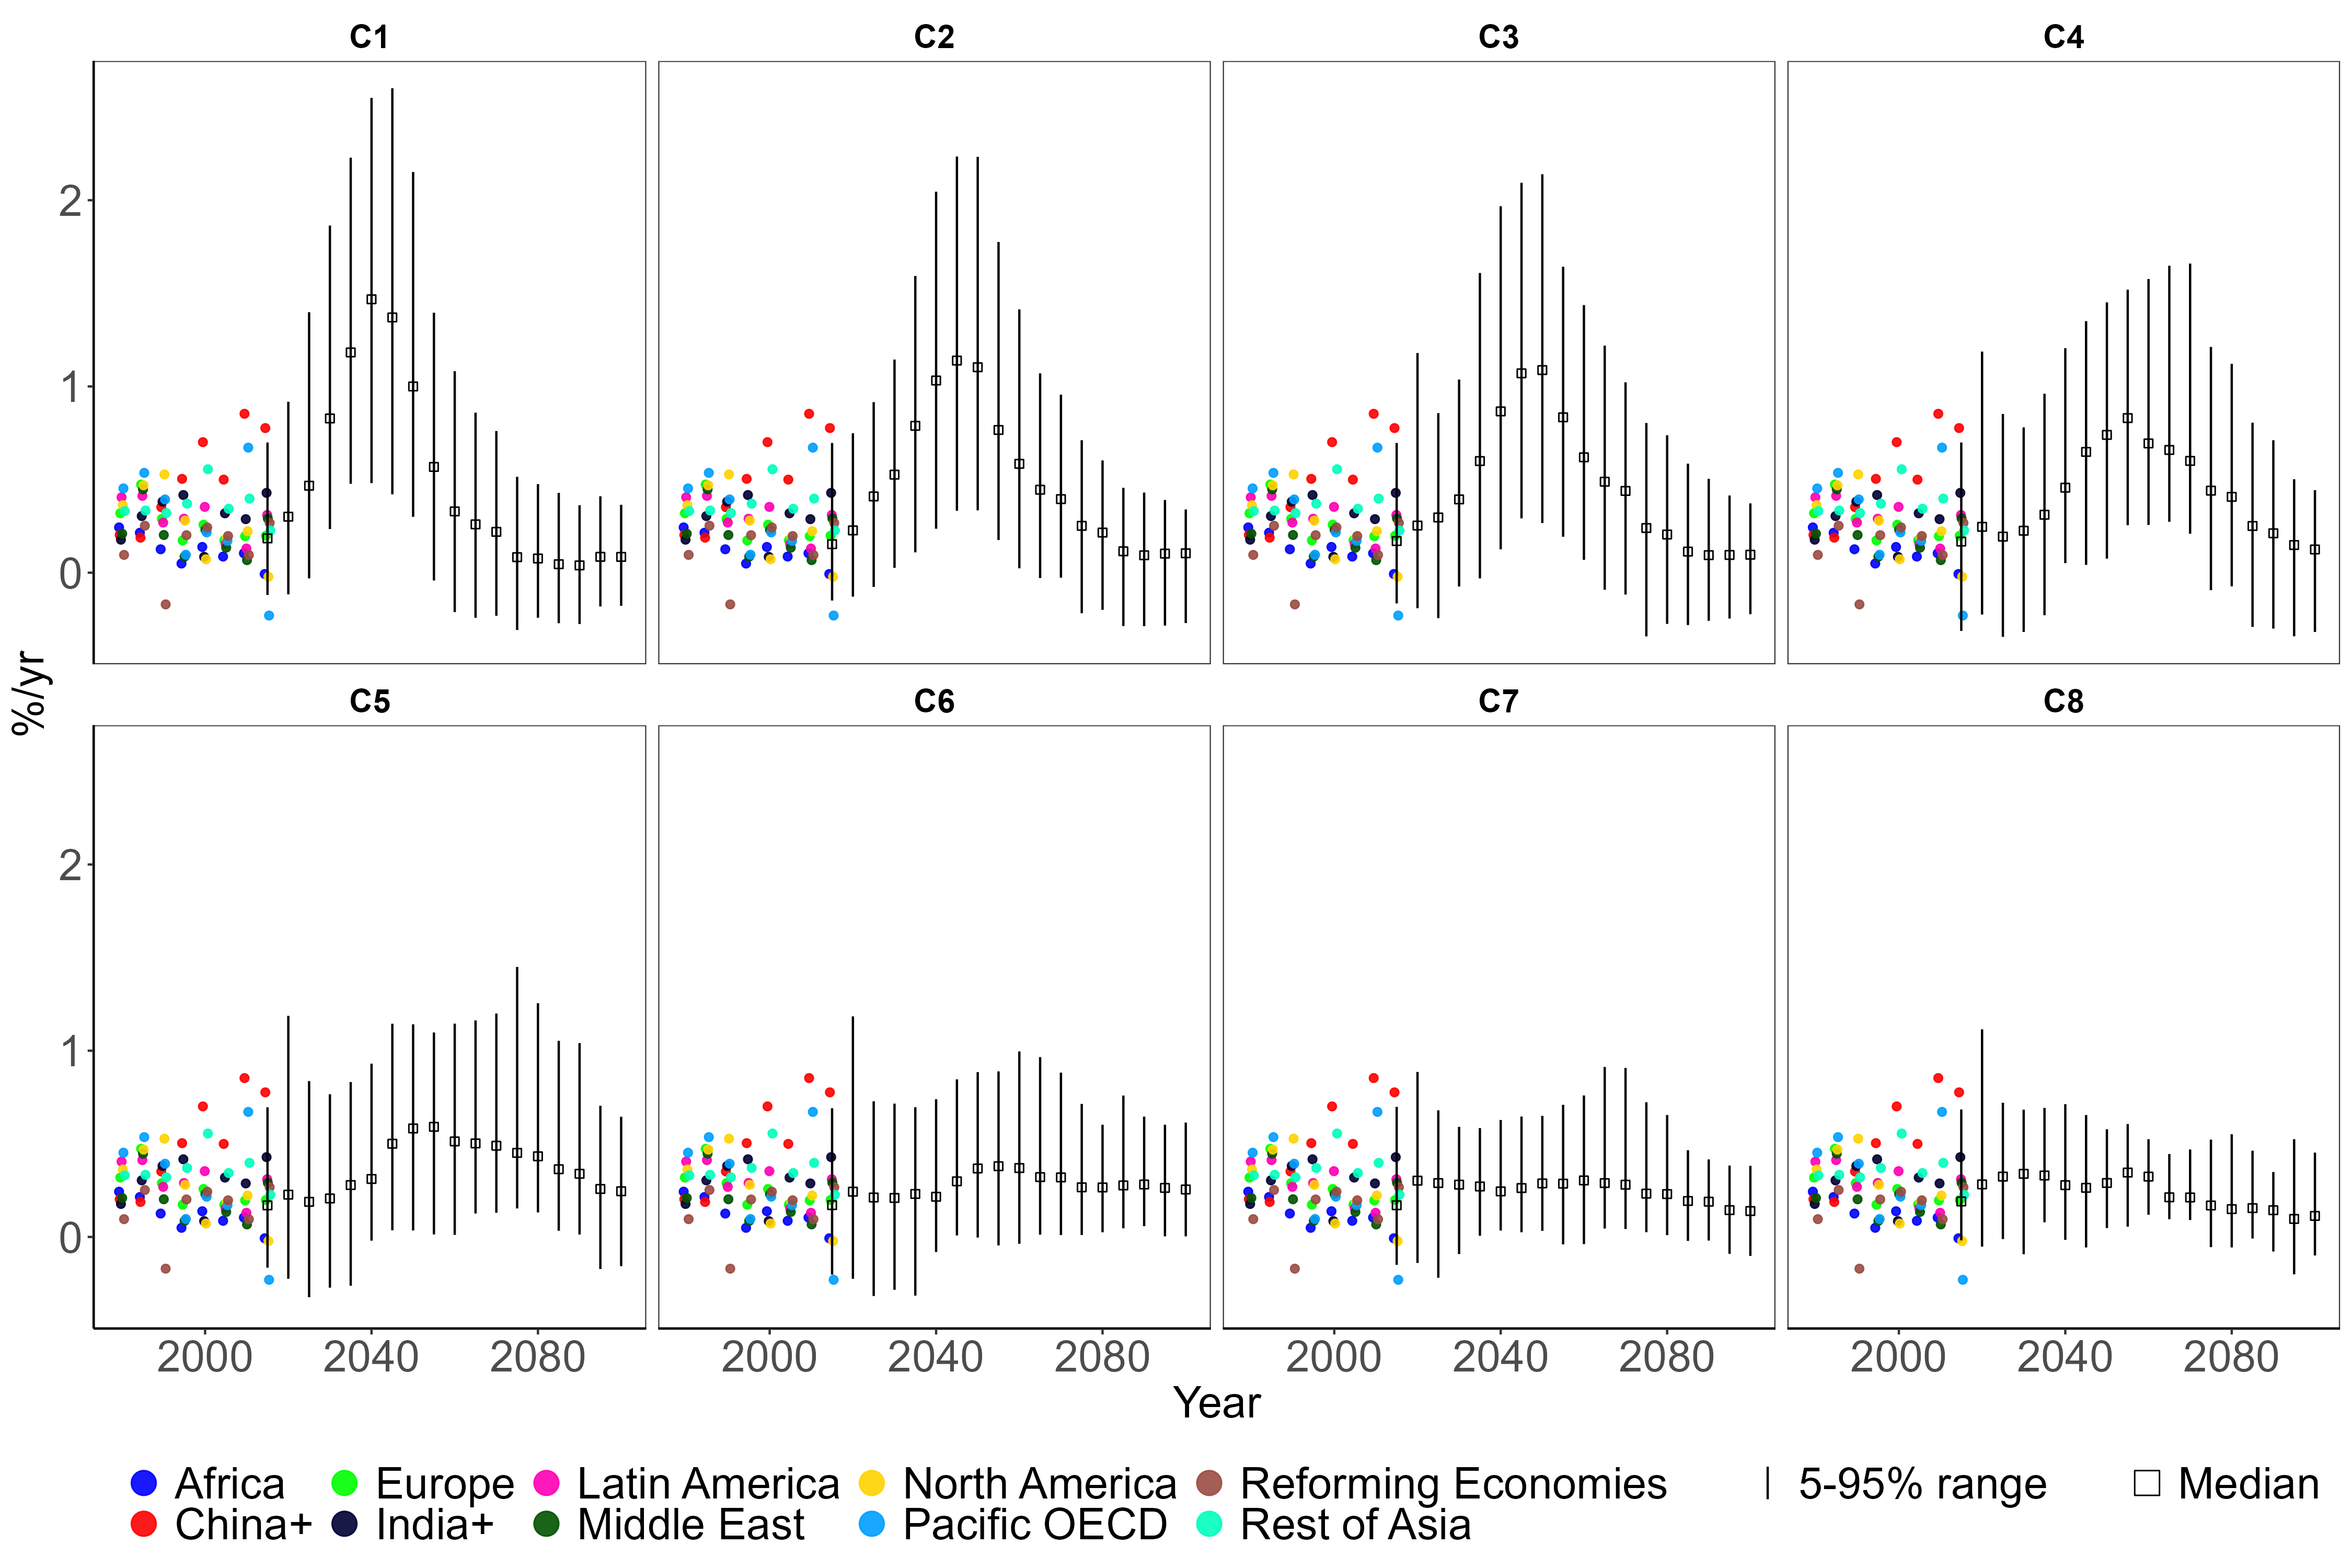 C1 C2 C3 C4
2
1
0
%/yr
C5 C6 C7 C8
2
1
0
2000 2040 2080 2000 2040 2080 2000 2040 2080 2000 2040 2080
Year
Africa Europe Latin America North America Reforming Economies 5-95% range Median
China+ India+ Middle East Pacific OECD Rest of Asia